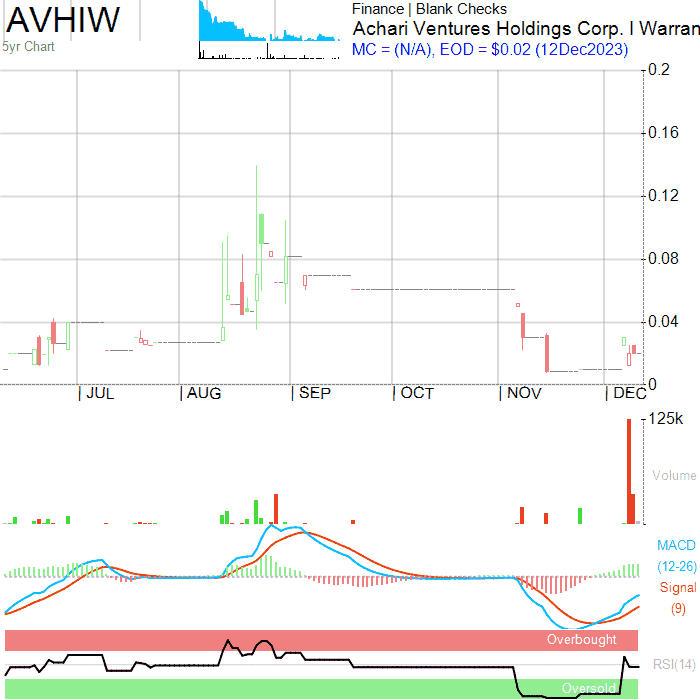 AVHIW
5yr Chart
Finance | Blank Checks
Achari Ventures Holdings Corp. I Warran
MC = (N/A), EOD = $0.02 (12Dec2023)
0.2
0.16
0.12
0.08
0.04
0
JUL AUG SEP OCT NOV DEC
125k
Volume
MACD
(12-26)
Signal
(9)
Overbought
RSI(14)
Oversold